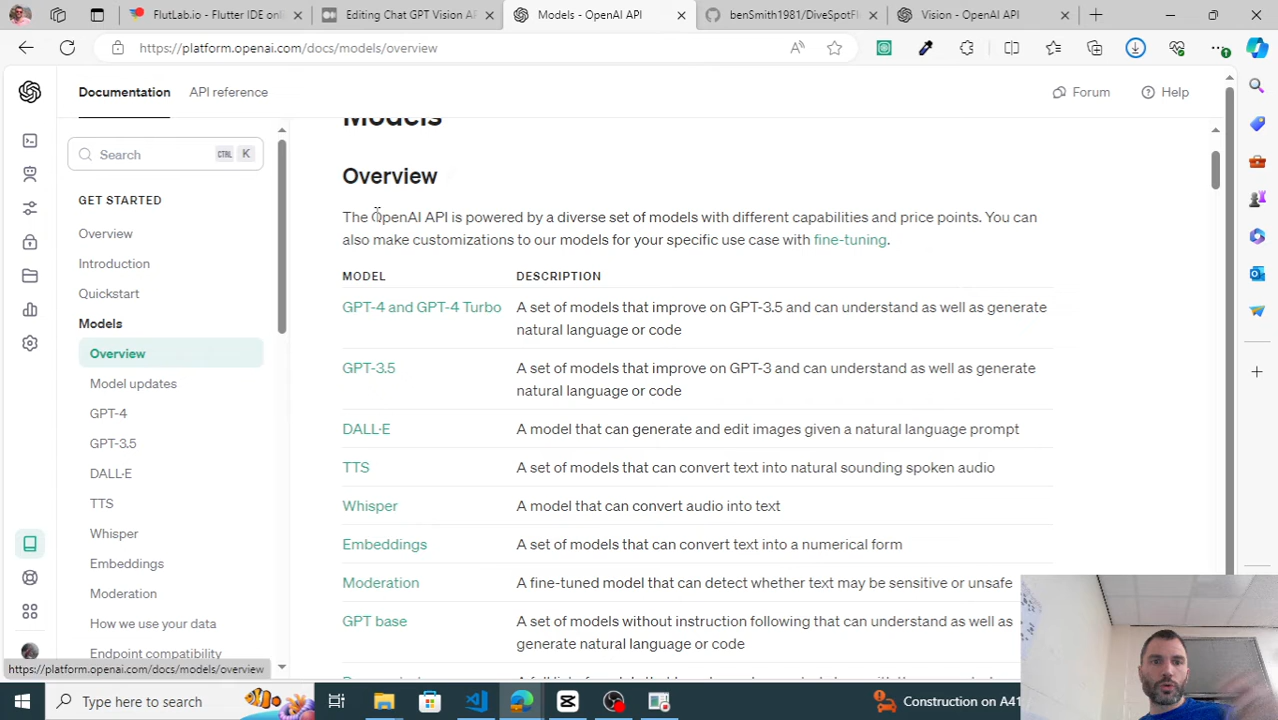 FlutLab.io - Flutter IDE onl
Editing Chat GPT Vision A
Models - OpenAI API
benSmith1981/DiveSpotFl
Vision - OpenAI API
https://platform.openai.com/docs/models/overview
Documentation
API reference
Forum
Help
Search
CTRL
K
GET STARTED
Overview
Introduction
Quickstart
Models
Overview
Model updates
GPT-4
GPT-3.5
DALL·E
TTS
Whisper
Embeddings
Moderation
How we use your data
Endpoint compatibility
https://platform.openai.com/docs/models/overview
Models
Overview
The OpenAI API is powered by a diverse set of models with different capabilities and price points. You can
also make customizations to our models for your specific use case with fine-tuning.
MODEL DESCRIPTION
GPT-4 and GPT-4 Turbo A set of models that improve on GPT-3.5 and can understand as well as generate
natural language or code
GPT-3.5 A set of models that improve on GPT-3 and can understand as well as generate
natural language or code
DALL·E A model that can generate and edit images given a natural language prompt
TTS A set of models that can convert text into natural sounding spoken audio
Whisper A model that can convert audio into text
Embeddings A set of models that can convert text into a numerical form
Moderation A fine-tuned model that can detect whether text may be sensitive or unsafe
GPT base A set of models without instruction following that can understand as well as
generate natural language or code
Type here to search
Construction on A41